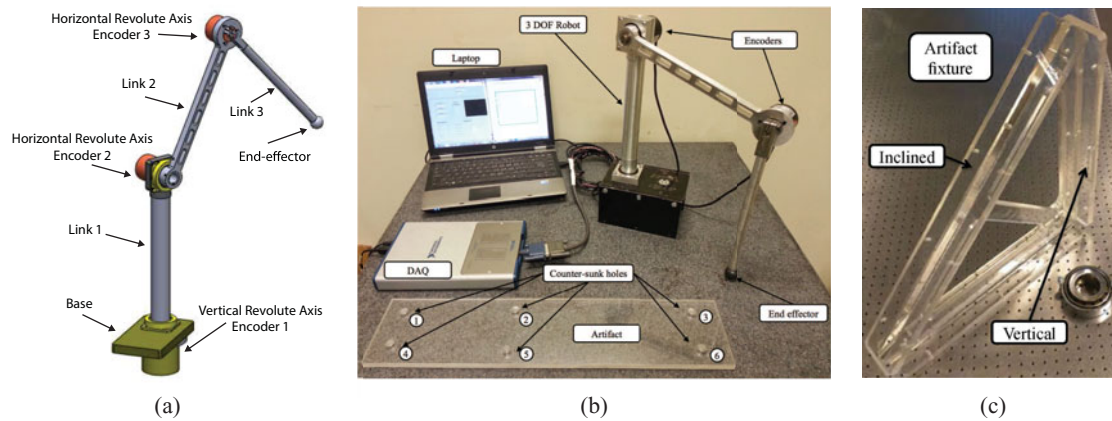 Horizontal Revolute Axis
Encoder 3
Link 2
Link 3
End-effector
Horizontal Revolute Axis
Encoder 2
Link 1
Base
Vertical Revolute Axis
Encoder 1
(a)
3 DOF Robot
Laptop
Encoders
DAQ
Counter-sunk holes
End effector
Artifact
1
2
3
4
5
6
(b)
Artifact
fixture
Inclined
Vertical
(c)